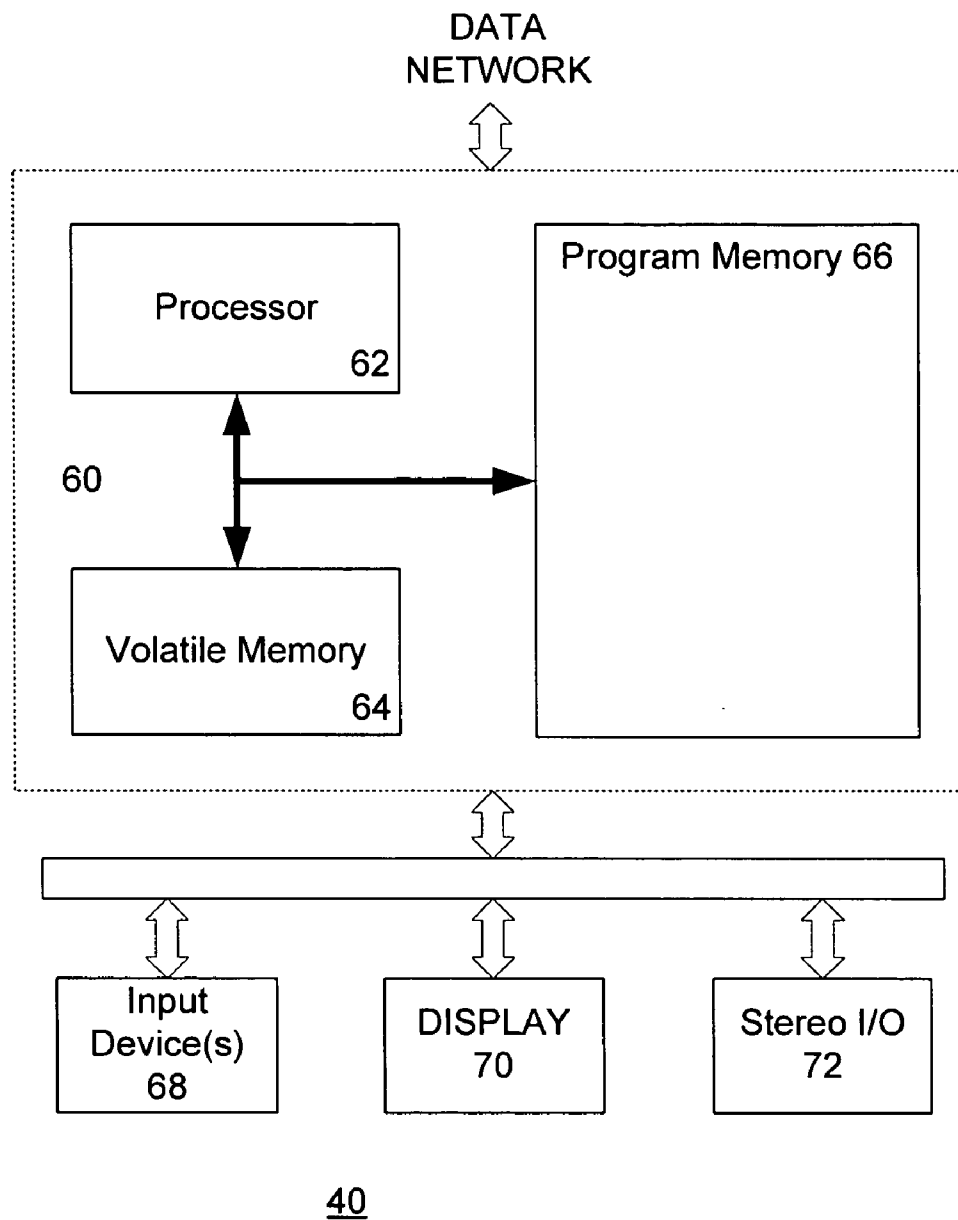 DATA
NETWORK
Processor
62
Program Memory 66
60
Volatile Memory
64
Input
Device(s)
68
DISPLAY
70
Stereo I/O
72
40